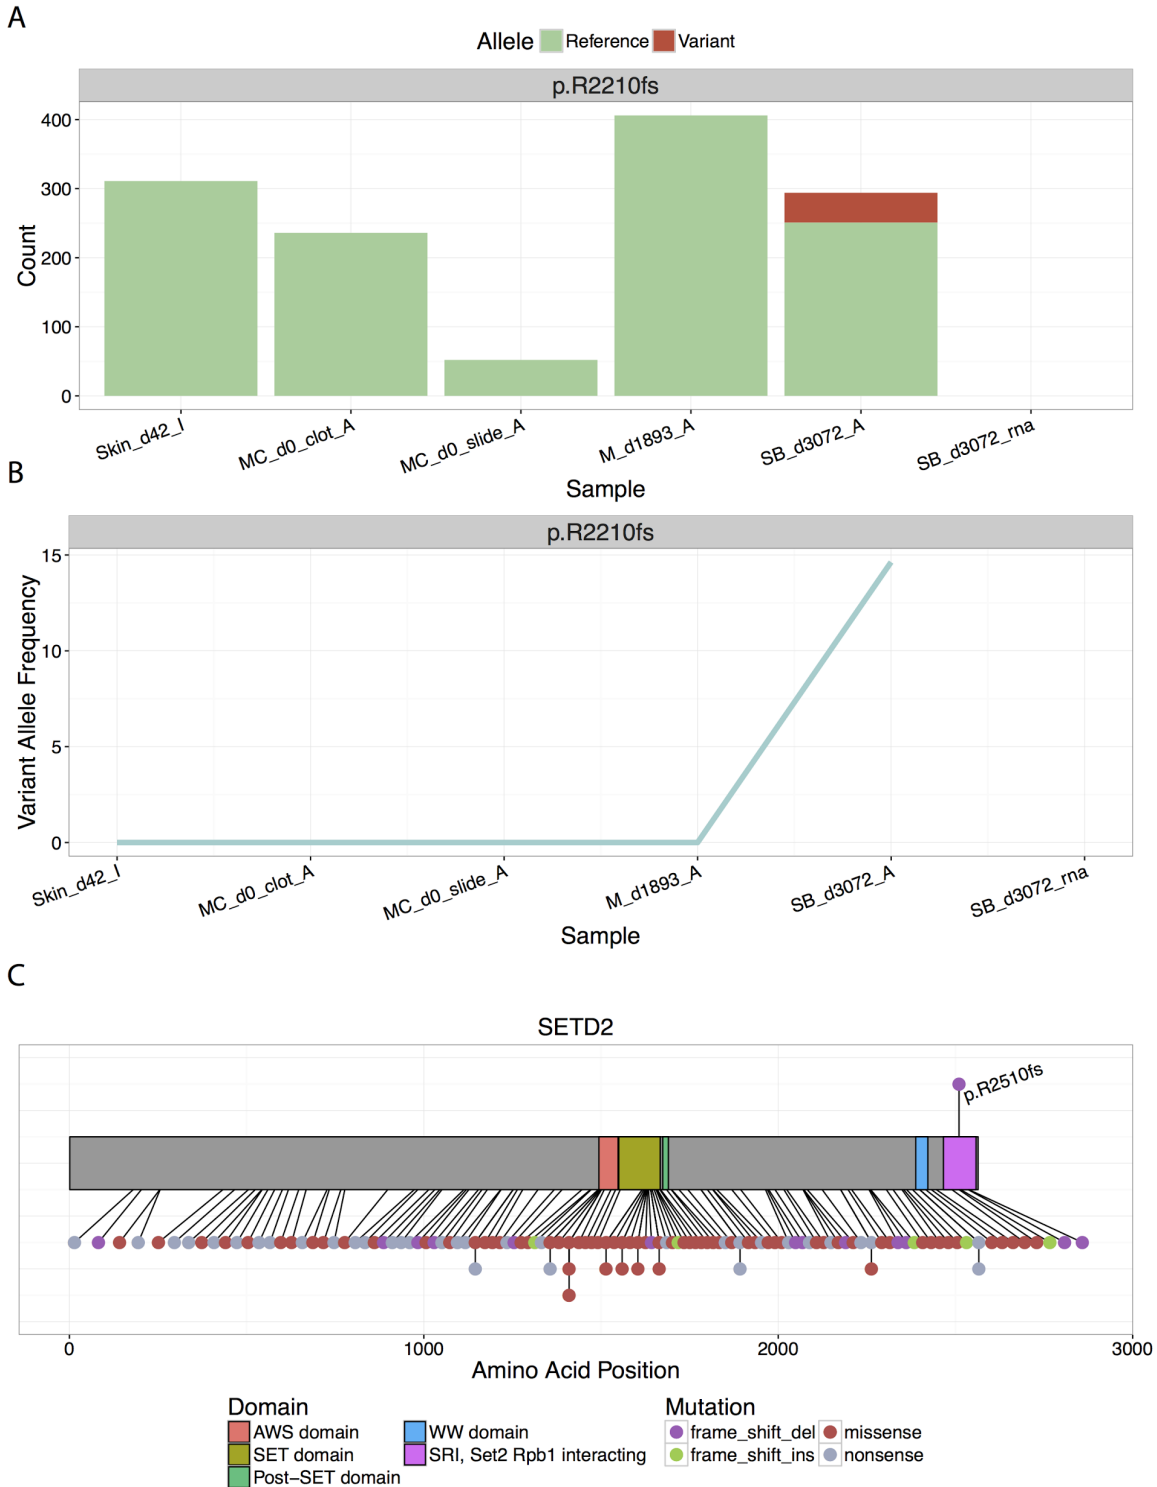 A
Allele Reference Variant
p.R2210fs
400
300
200
100
0
Count
Skin_d42_I
MC_d0_clot_A
MC_d0_slide_A
M_d1893_A
SB_d3072_A
SB_d3072_rna
Sample
B
p.R2210fs
15
10
5
0
Variant Allele Frequency
Skin_d42_I
MC_d0_clot_A
MC_d0_slide_A
M_d1893_A
SB_d3072_A
SB_d3072_rna
Sample
C
SETD2
p.R2510fs
0 1000 2000 3000
Amino Acid Position
Domain
AWS domain
SET domain
Post−SET domain
WW domain
SRI, Set2 Rpb1 interacting
Mutation
frame_shift_del
frame_shift_ins
missense
nonsense